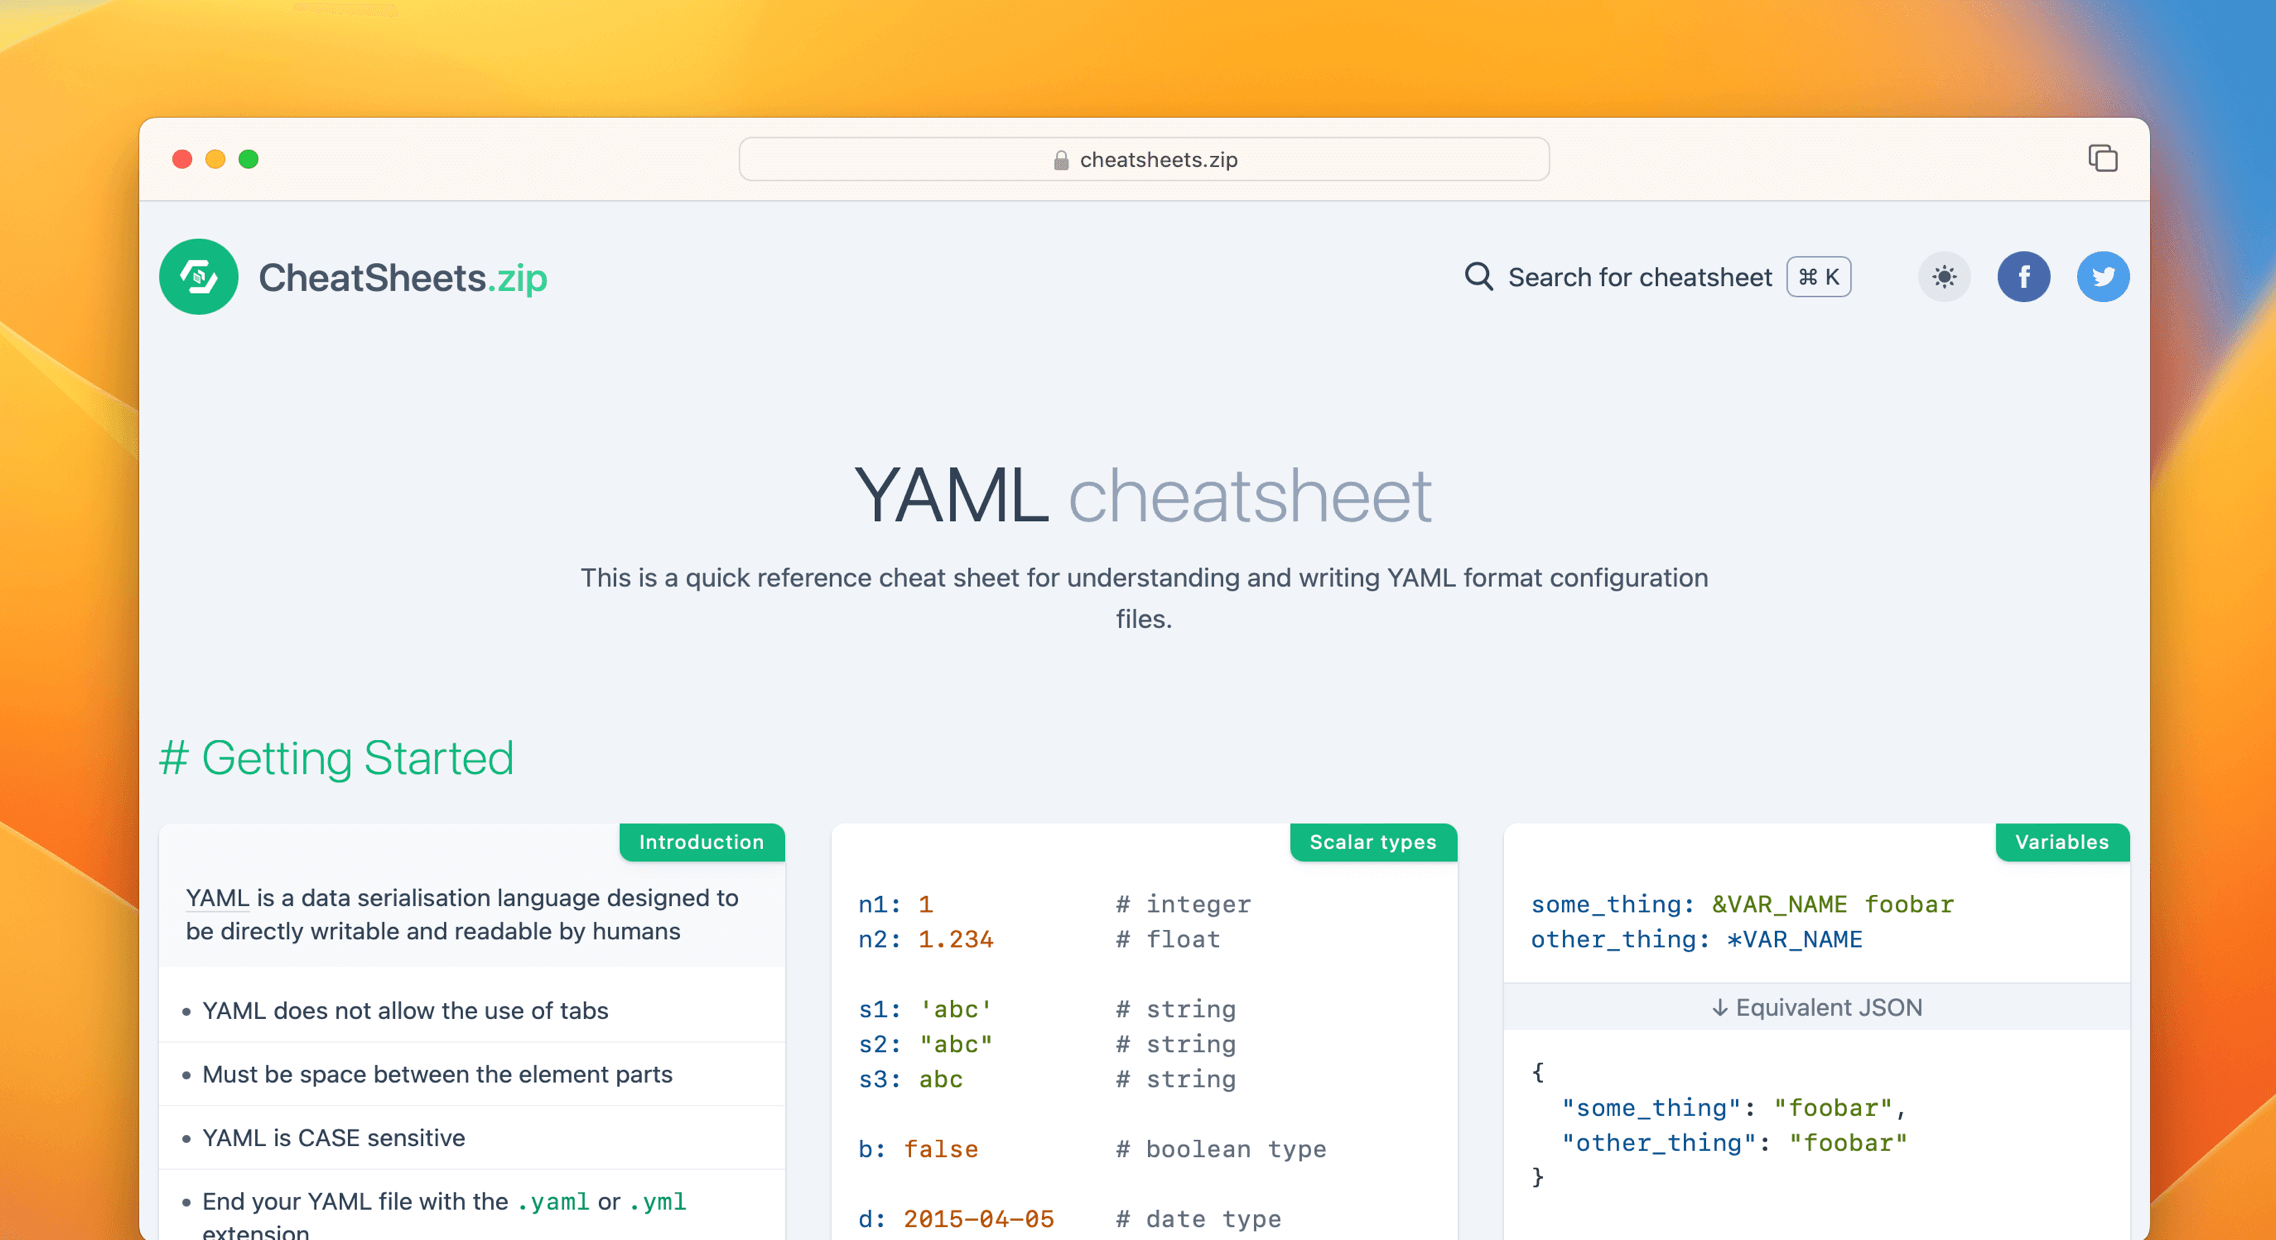 cheatsheets.zip
CheatSheets.zip
Search for cheatsheet ⌘ K
f
YAML cheatsheet
This is a quick reference cheat sheet for understanding and writing YAML format configuration
files.
# Getting Started
Introduction
YAML is a data serialisation language designed to
be directly writable and readable by humans
• YAML does not allow the use of tabs
• Must be space between the element parts
• YAML is CASE sensitive
• End your YAML file with the .yaml or .yml
extension
Scalar types
n1: 1 # integer
n2: 1.234 # float
s1: 'abc' # string
s2: "abc" # string
s3: abc # string
b: false # boolean type
d: 2015-04-05 # date type
Variables
some_thing: &VAR_NAME foobar
other_thing: *VAR_NAME
↓ Equivalent JSON
{
"some_thing": "foobar",
"other_thing": "foobar"
}